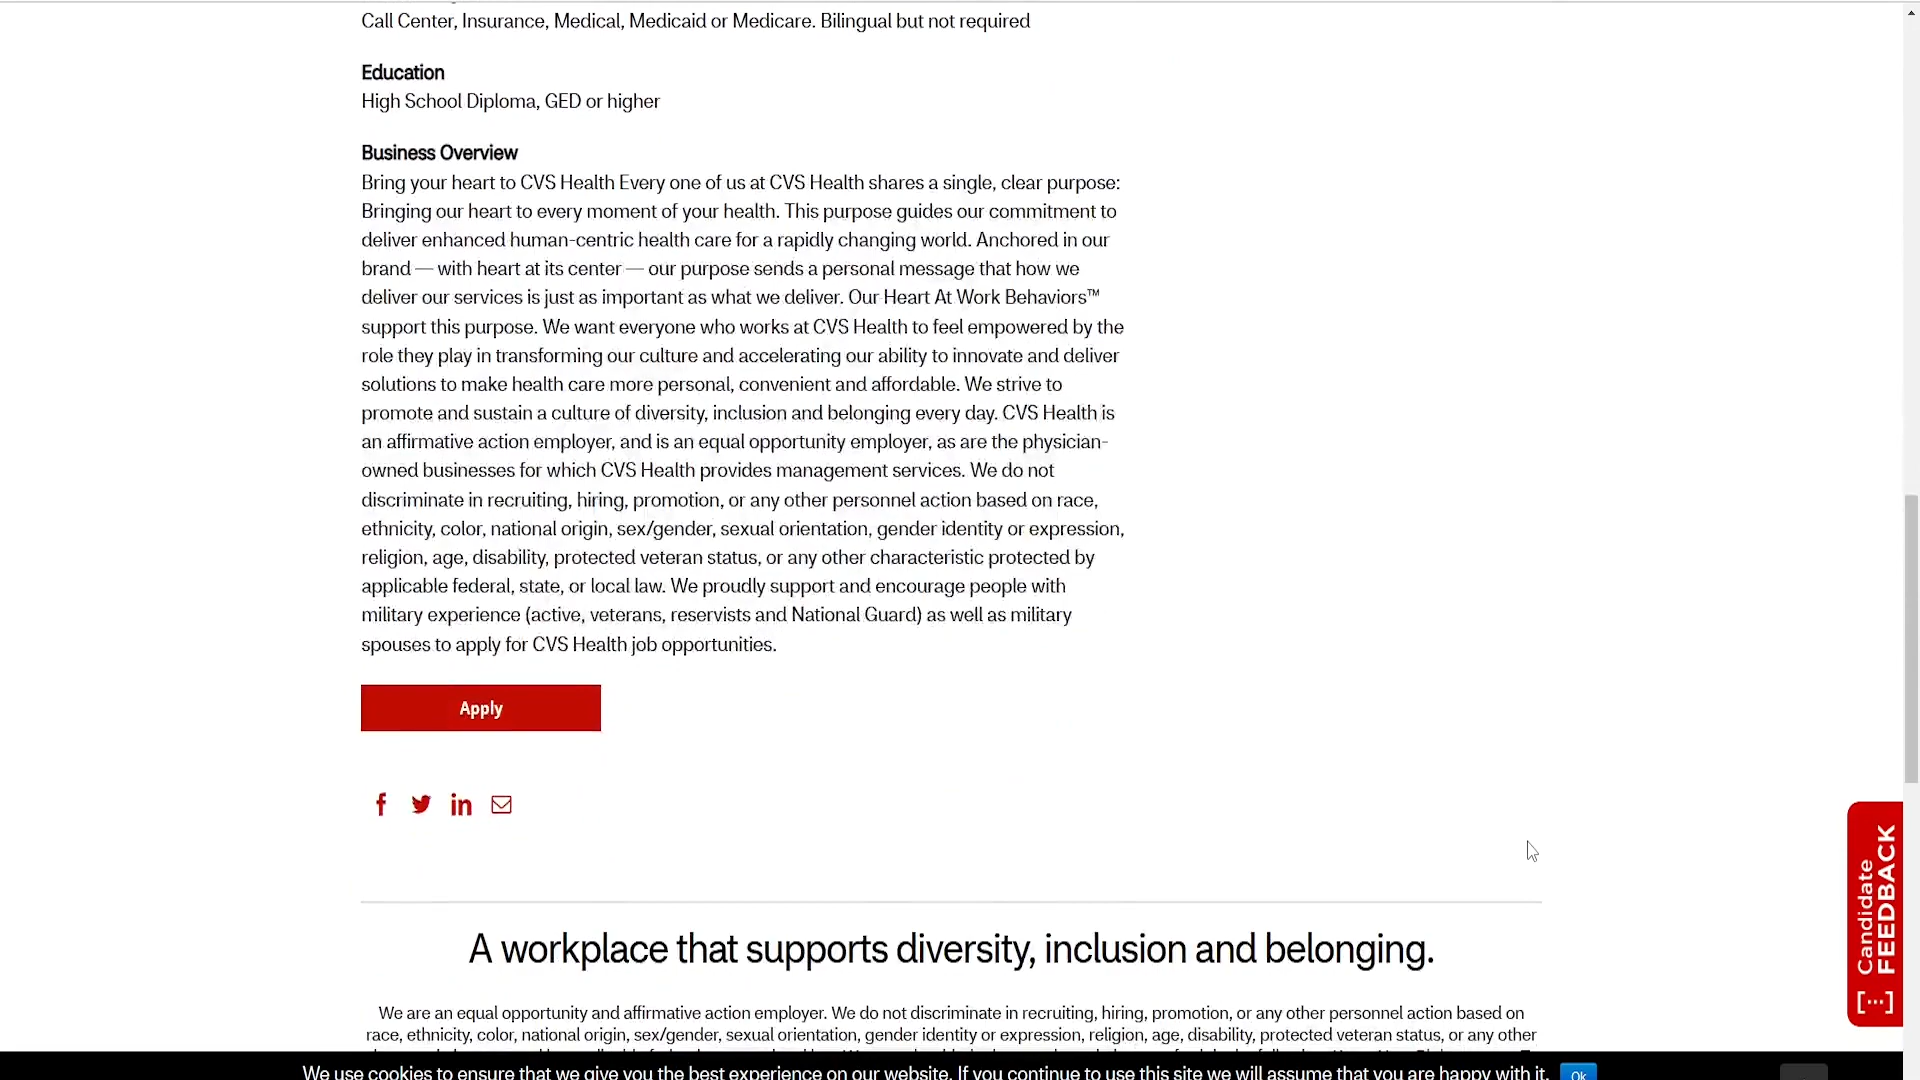 Call Center, Insurance, Medical, Medicaid or Medicare. Bilingual but not required
Education
High School Diploma, GED or higher
Business Overview
Bring your heart to CVS Health Every one of us at CVS Health shares a single, clear purpose:
Bringing our heart to every moment of your health. This purpose guides our commitment to
deliver enhanced human-centric health care for a rapidly changing world. Anchored in our
brand — with heart at its center — our purpose sends a personal message that how we
deliver our services is just as important as what we deliver. Our Heart At Work Behaviors™
support this purpose. We want everyone who works at CVS Health to feel empowered by the
role they play in transforming our culture and accelerating our ability to innovate and deliver
solutions to make health care more personal, convenient and affordable. We strive to
promote and sustain a culture of diversity, inclusion and belonging every day. CVS Health is
an affirmative action employer, and is an equal opportunity employer, as are the physician-
owned businesses for which CVS Health provides management services. We do not
discriminate in recruiting, hiring, promotion, or any other personnel action based on race,
ethnicity, color, national origin, sex/gender, sexual orientation, gender identity or expression,
religion, age, disability, protected veteran status, or any other characteristic protected by
applicable federal, state, or local law. We proudly support and encourage people with
military experience (active, veterans, reservists and National Guard) as well as military
spouses to apply for CVS Health job opportunities.
Apply
Candidate
FEEDBACK
A workplace that supports diversity, inclusion and belonging.
We are an equal opportunity and affirmative action employer. We do not discriminate in recruiting, hiring, promotion, or any other personnel action based on
race, ethnicity, color, national origin, sex/gender, sexual orientation, gender identity or expression, religion, age, disability, protected veteran status, or any other
We use cookies to ensure that we give you the best experience on our website. If you continue to use this site we will assume that you are happy with it.
Ok